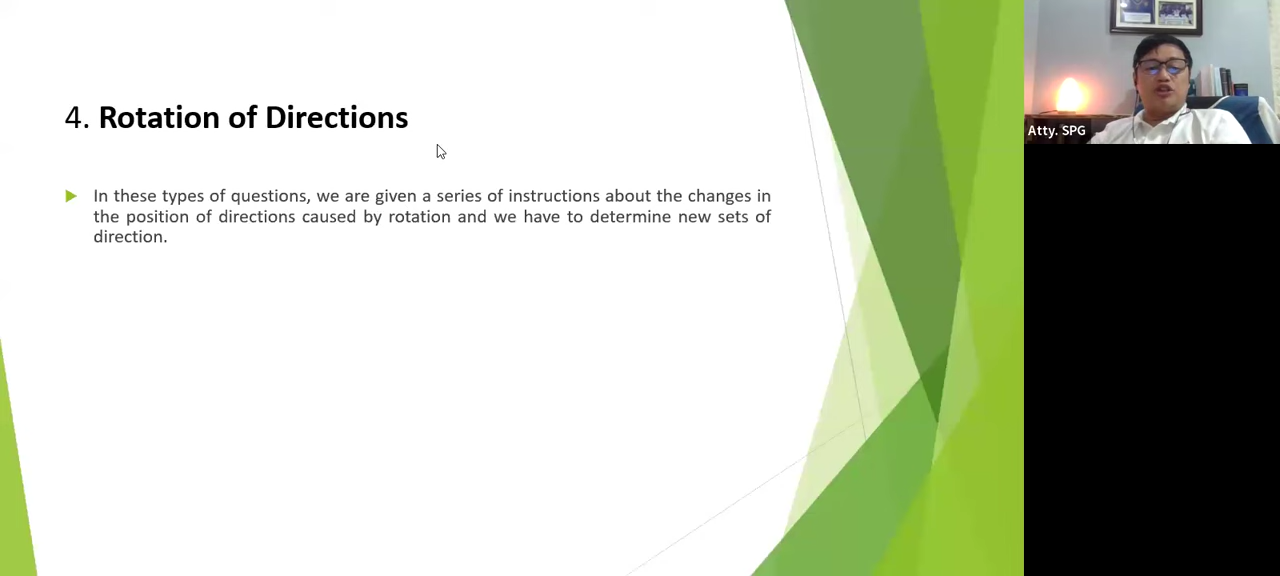 4. Rotation of Directions
In these types of questions, we are given a series of instructions about the changes in
the position of directions caused by rotation and we have to determine new sets of
direction.
Atty. SPG